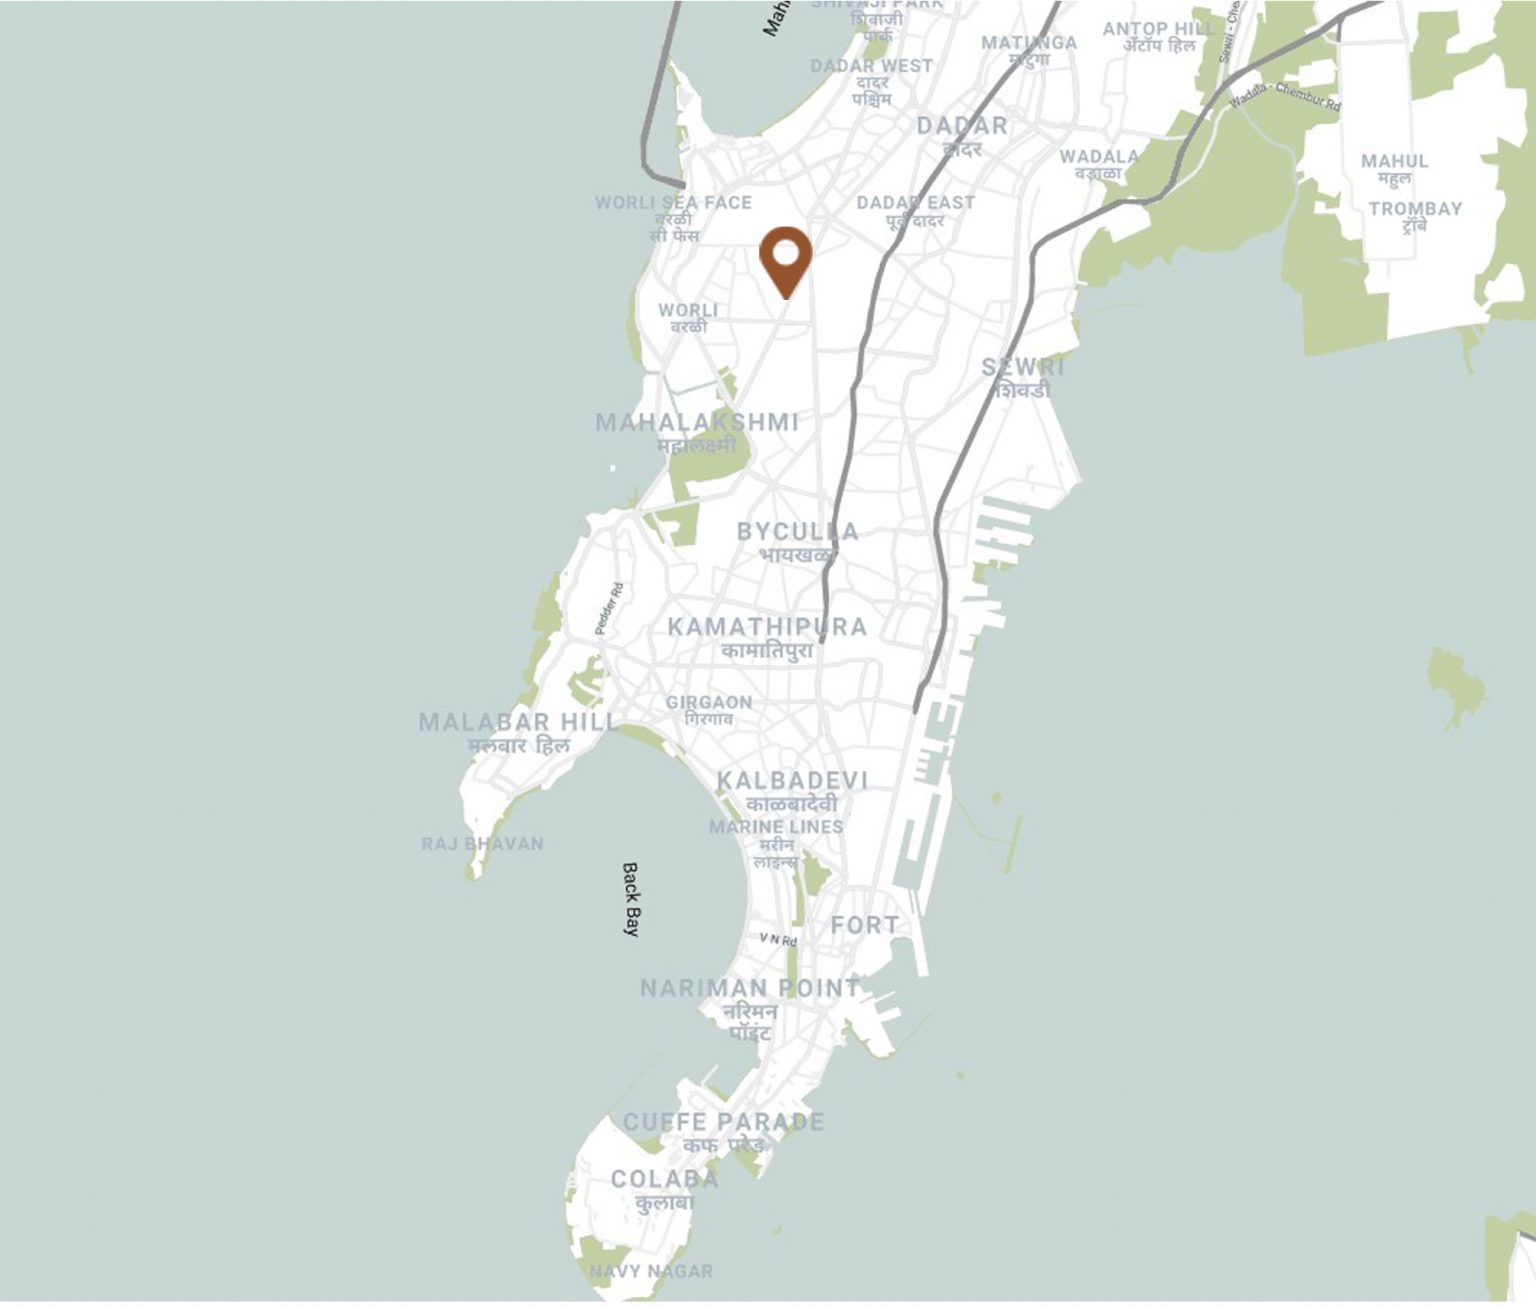 SHIVAJI PARK
शिवाजी
पार्क
MATUNGA
माटुंगा
ANTOP HILL
अँटॉप हिल
DADAR WEST
दादर
पश्चिम
Wadala - Chembur Rd
DADAR
दादर
WADALA
वडाळा
MAHUL
महुल
WORLI SEA FACE
वरळी
सी फेस
DADAR EAST
पूर्व दादर
TROMBAY
ट्रॉंबे
WORLI
वरळी
SEWRI
शिवडी
MAHALAKSHMI
महालक्ष्मी
BYCULLA
भायखळा
Pedder Rd
KAMATHIPURA
कामातिपुरा
GIRGAON
गिरगाव
MALABAR HILL
मलबार हिल
KALBADEVI
काळबादेवी
MARINE LINES
मरीन
लाइन्स
RAJ BHAVAN
Back Bay
FORT
V N Rd
NARIMAN POINT
नरिमन
पॉइंट
CUFFE PARADE
कफ परेड
COLABA
कुलाबा
NAVY NAGAR